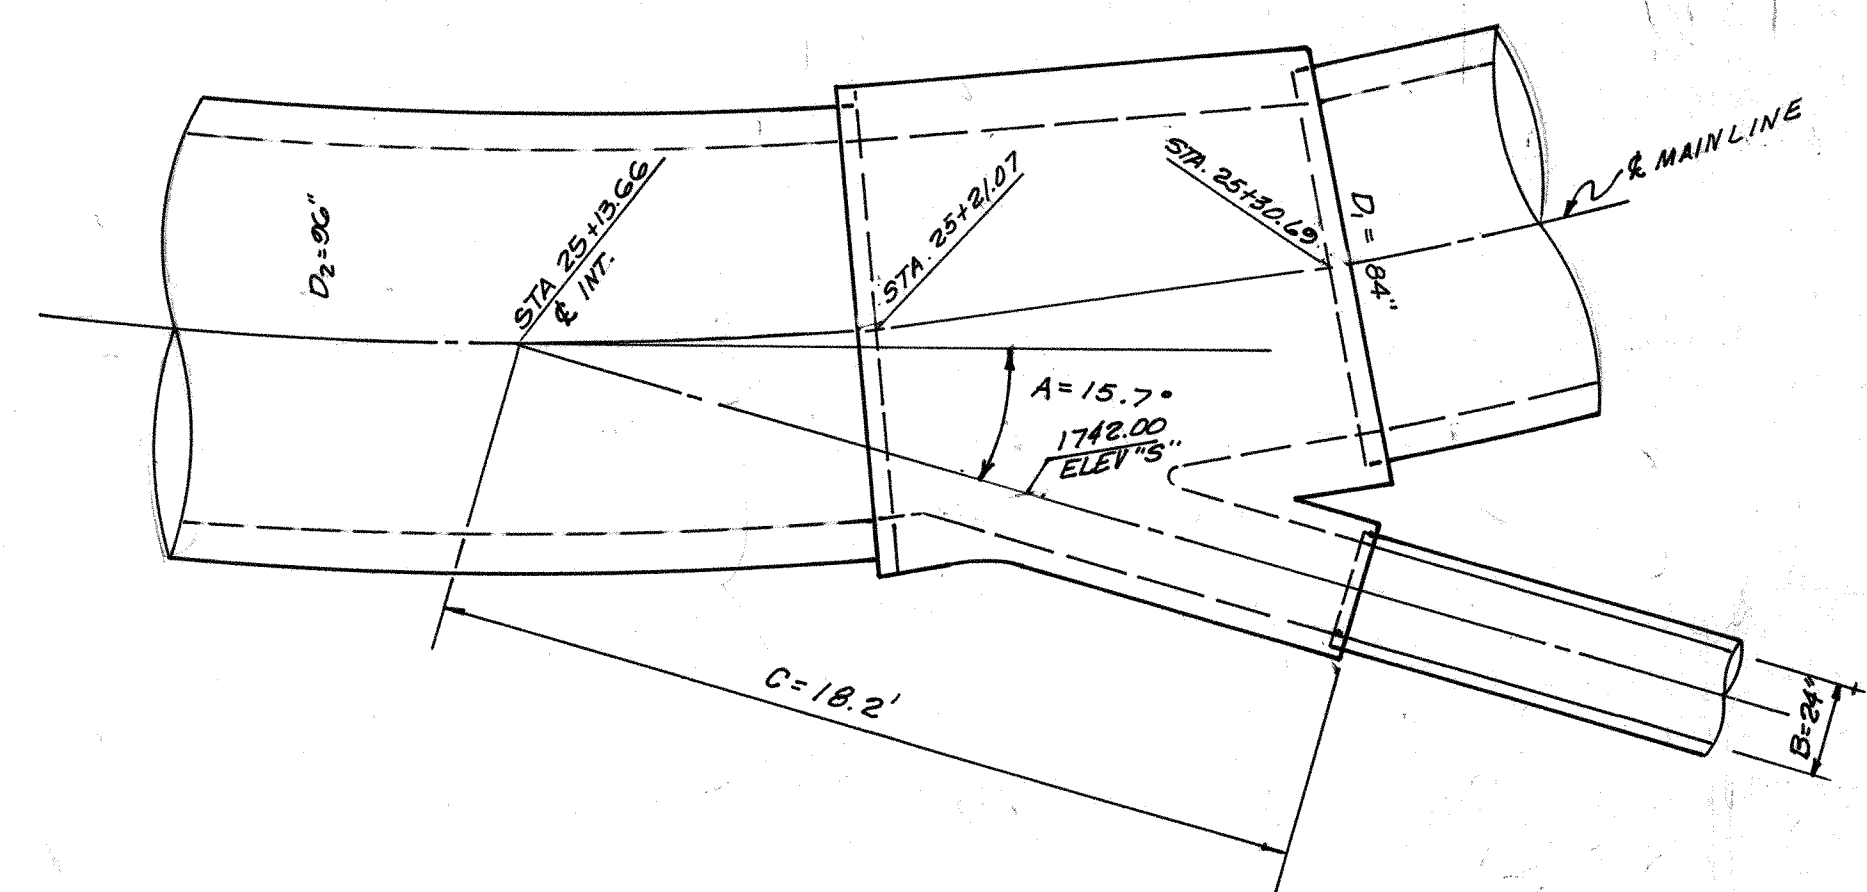 D2=96"
STA 25+13.66
℄ INT.
STA. 25+21.07
STA. 25+30.69
D1 = 84"
℄ MAINLINE
A=15.7°
1742.00
ELEV "S"
C=18.2'
B=24"